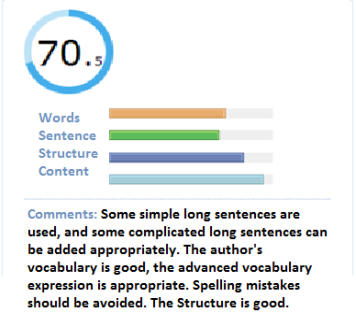 70.5
Words
Sentence
Structure
Content
Comments: Some simple long sentences are
used, and some complicated long sentences can
be added appropriately. The author's
vocabulary is good, the advanced vocabulary
expression is appropriate. Spelling mistakes
should be avoided. The Structure is good.